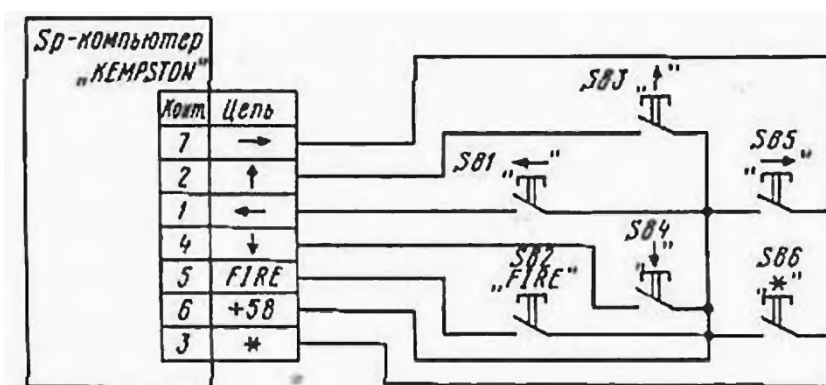 Sp-компьютер
„KEMPSTON"
Конт. Цепь
7 →
2 ↑
1 ←
4 ↓
5 FIRE
6 +5В
3 *
SB3 „↑"
SB1 „←"
SB5 „→"
SB4 „↓"
SB2 „FIRE"
SB6 „*"